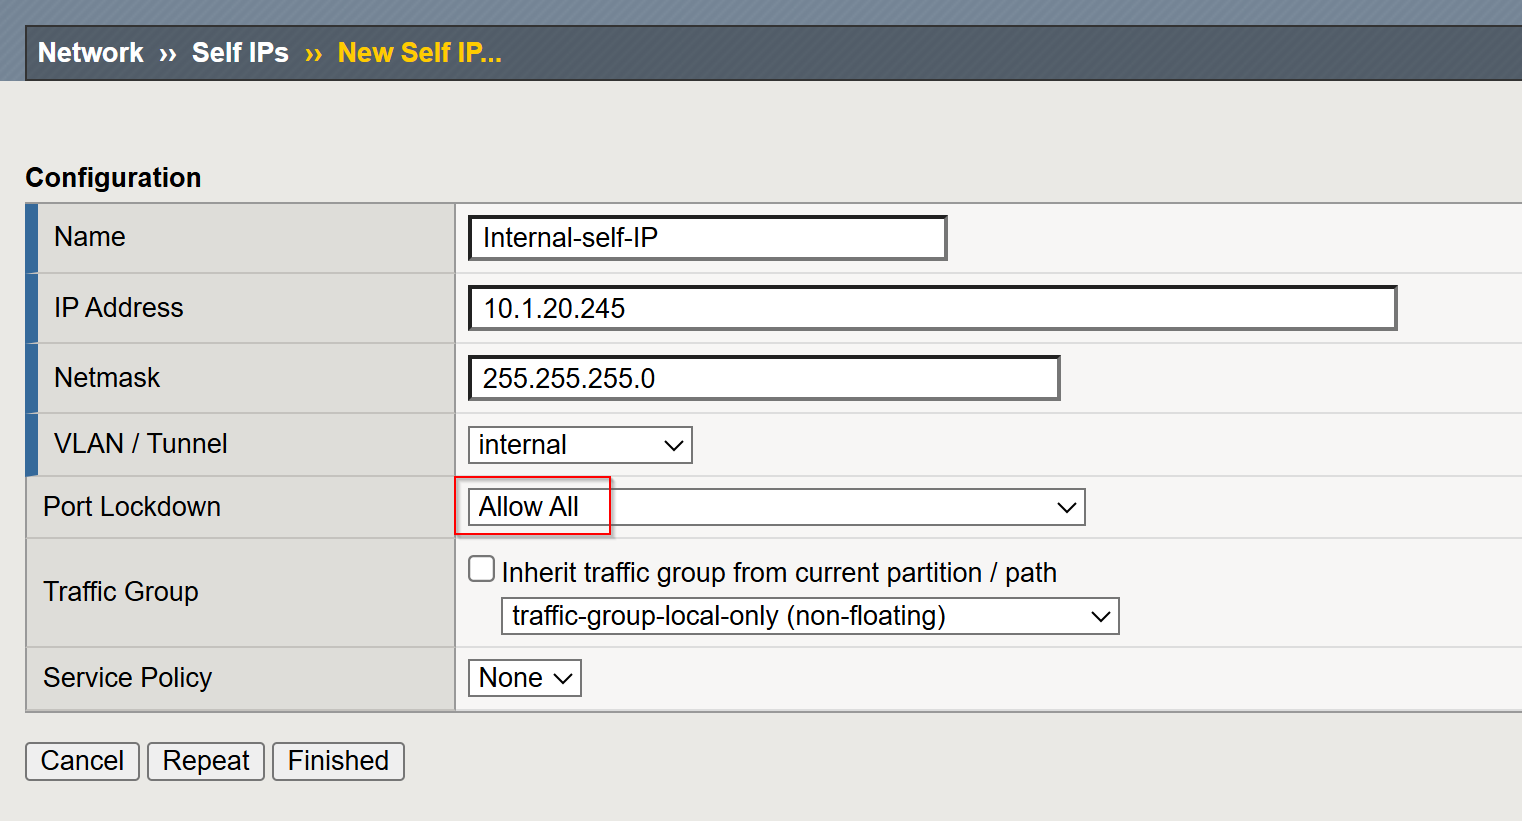 Network ›› Self IPs ›› New Self IP...
Configuration
Name Internal-self-IP
IP Address 10.1.20.245
Netmask 255.255.255.0
VLAN / Tunnel internal
Port Lockdown Allow All
Traffic Group Inherit traffic group from current partition / path
traffic-group-local-only (non-floating)
Service Policy None
Cancel Repeat Finished